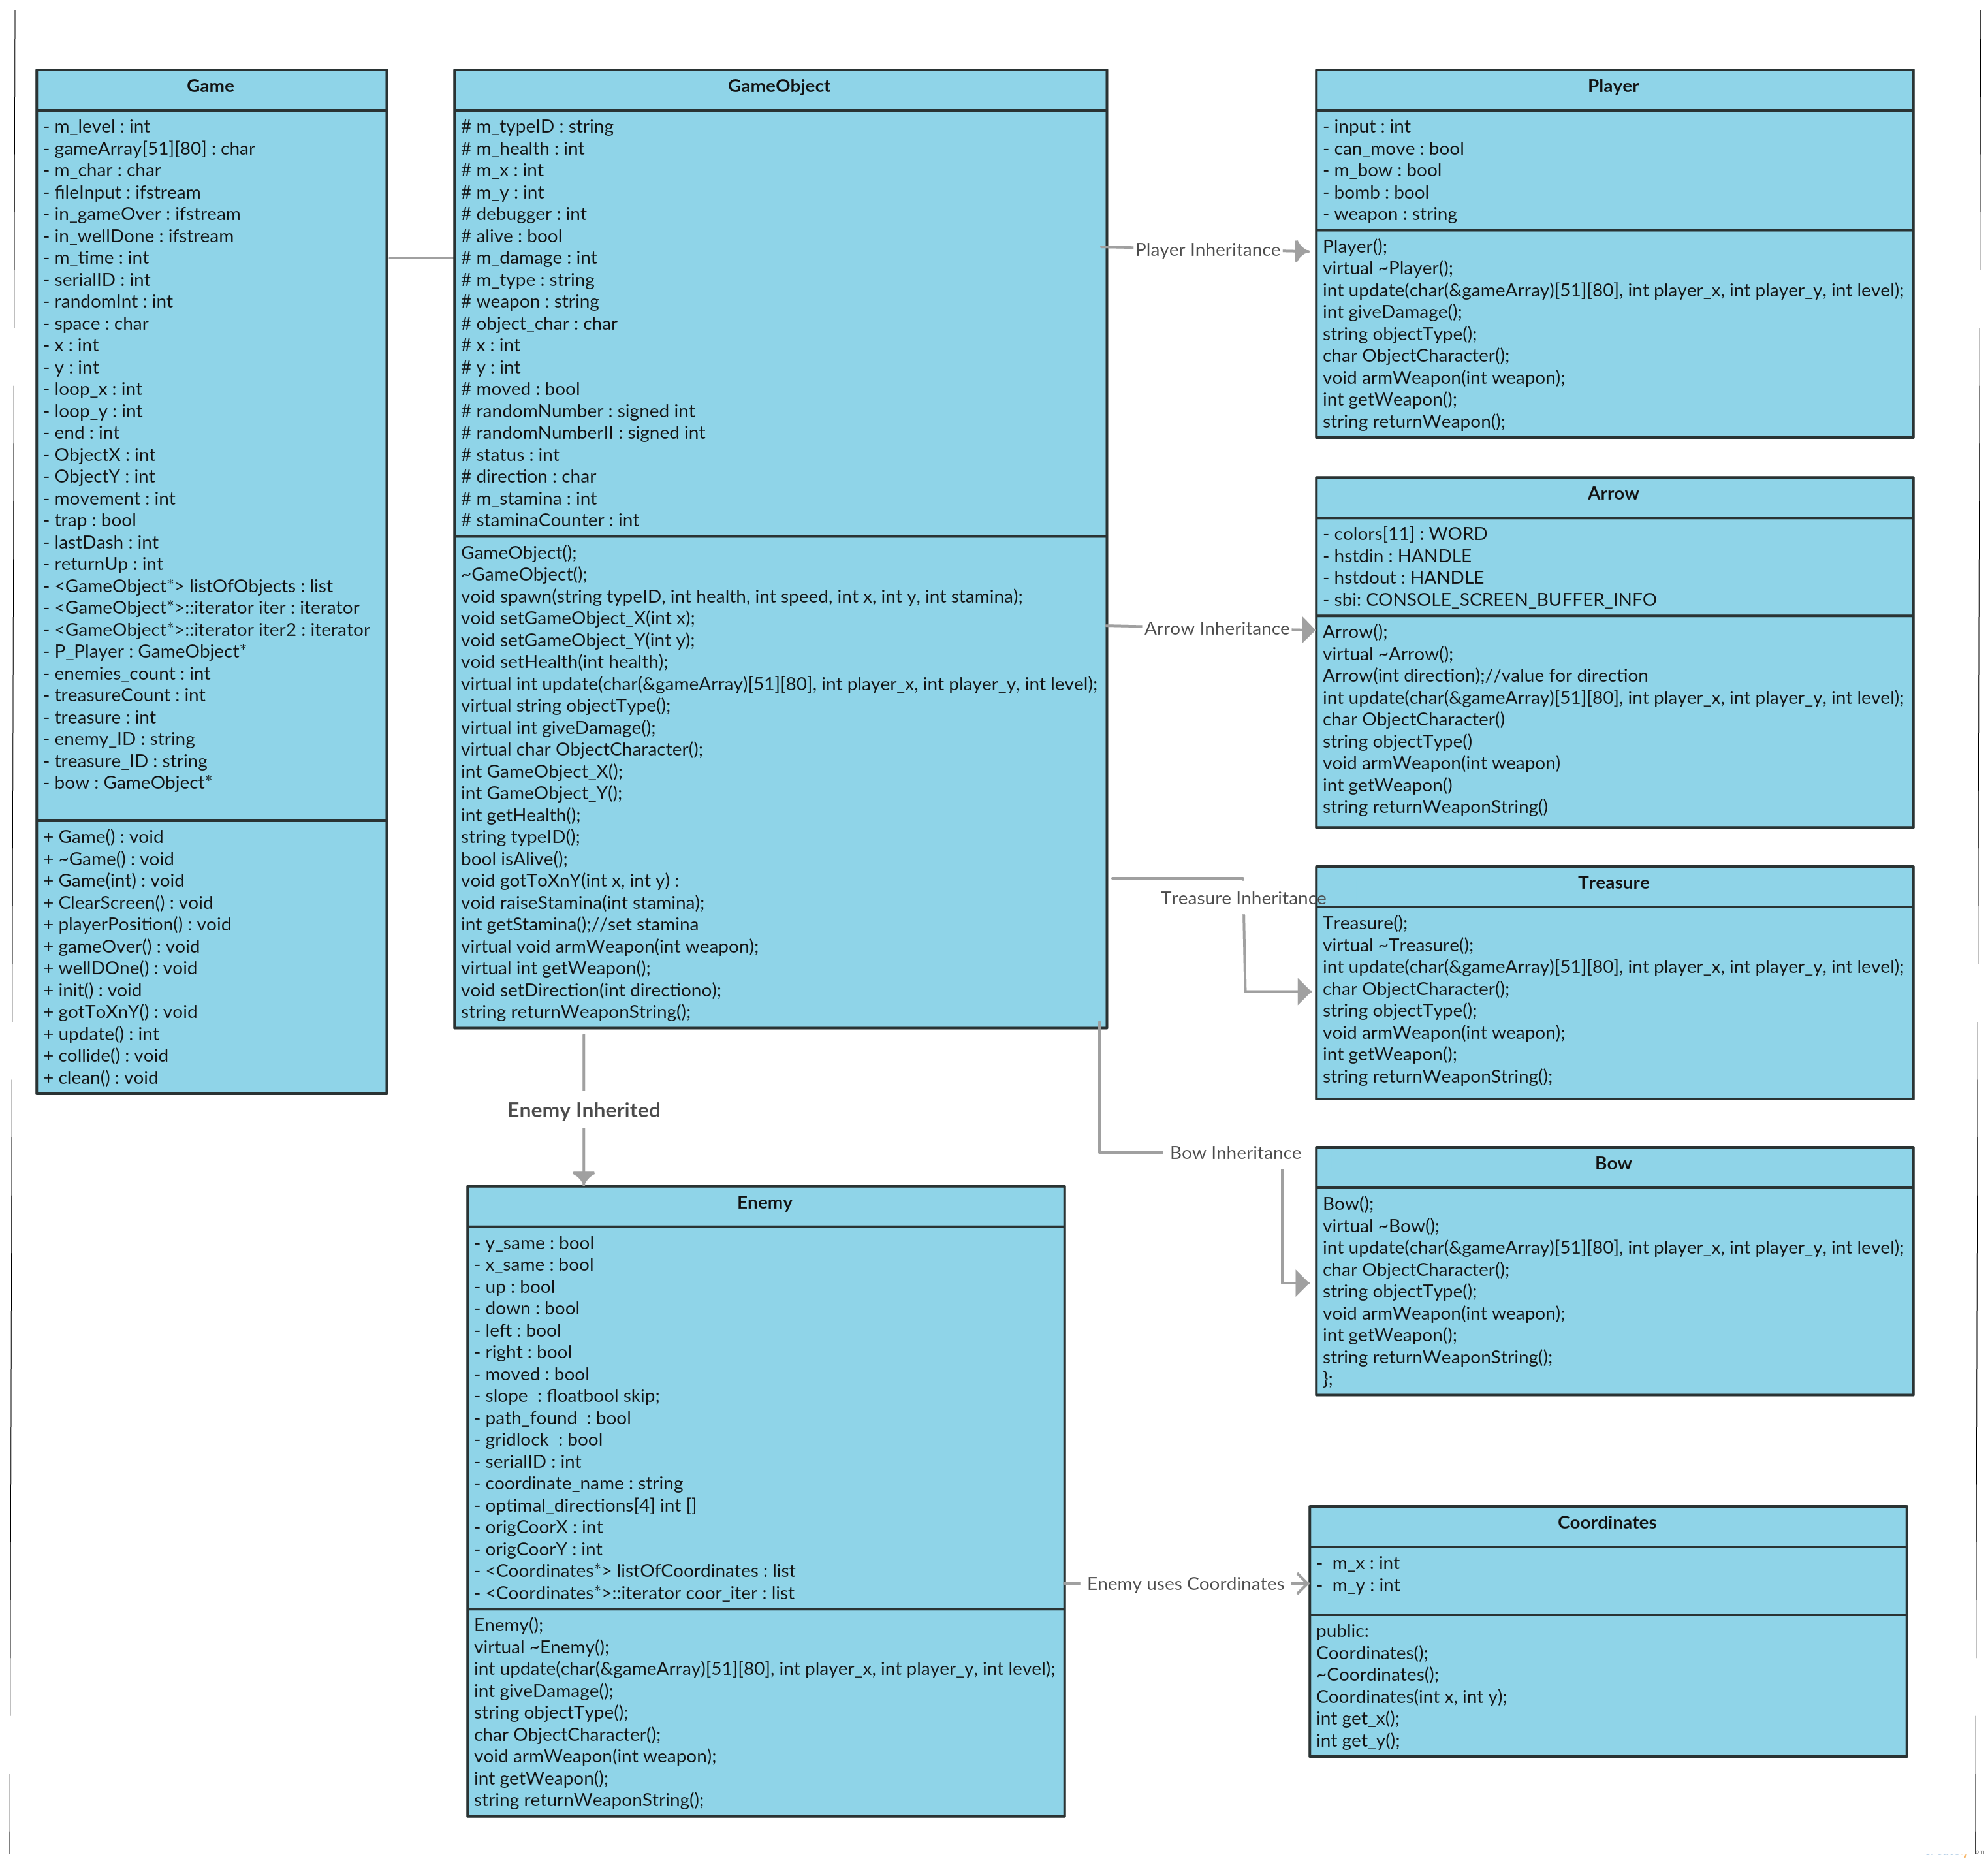 Game
- m_level : int
- gameArray[51][80] : char
- m_char : char
- fileInput : ifstream
- in_gameOver : ifstream
- in_wellDone : ifstream
- m_time : int
- serialID : int
- randomInt : int
- space : char
- x : int
- y : int
- loop_x : int
- loop_y : int
- end : int
- ObjectX : int
- ObjectY : int
- movement : int
- trap : bool
- lastDash : int
- returnUp : int
- <GameObject*> listOfObjects : list
- <GameObject*>::iterator iter : iterator
- <GameObject*>::iterator iter2 : iterator
- P_Player : GameObject*
- enemies_count : int
- treasureCount : int
- treasure : int
- enemy_ID : string
- treasure_ID : string
- bow : GameObject*
+ Game() : void
+ ~Game() : void
+ Game(int) : void
+ ClearScreen() : void
+ playerPosition() : void
+ gameOver() : void
+ wellDOne() : void
+ init() : void
+ gotToXnY() : void
+ update() : int
+ collide() : void
+ clean() : void
GameObject
# m_typeID : string
# m_health : int
# m_x : int
# m_y : int
# debugger : int
# alive : bool
# m_damage : int
# m_type : string
# weapon : string
# object_char : char
# x : int
# y : int
# moved : bool
# randomNumber : signed int
# randomNumberII : signed int
# status : int
# direction : char
# m_stamina : int
# staminaCounter : int
GameObject();
~GameObject();
void spawn(string typeID, int health, int speed, int x, int y, int stamina);
void setGameObject_X(int x);
void setGameObject_Y(int y);
void setHealth(int health);
virtual int update(char(&gameArray)[51][80], int player_x, int player_y, int level);
virtual string objectType();
virtual int giveDamage();
virtual char ObjectCharacter();
int GameObject_X();
int GameObject_Y();
int getHealth();
string typeID();
bool isAlive();
void gotToXnY(int x, int y) :
void raiseStamina(int stamina);
int getStamina();//set stamina
virtual void armWeapon(int weapon);
virtual int getWeapon();
void setDirection(int directiono);
string returnWeaponString();
Player Inheritance
Arrow Inheritance
Treasure Inheritance
Bow Inheritance
Enemy Inherited
Player
- input : int
- can_move : bool
- m_bow : bool
- bomb : bool
- weapon : string
Player();
virtual ~Player();
int update(char(&gameArray)[51][80], int player_x, int player_y, int level);
int giveDamage();
string objectType();
char ObjectCharacter();
void armWeapon(int weapon);
int getWeapon();
string returnWeapon();
Arrow
- colors[11] : WORD
- hstdin : HANDLE
- hstdout : HANDLE
- sbi: CONSOLE_SCREEN_BUFFER_INFO
Arrow();
virtual ~Arrow();
Arrow(int direction);//value for direction
int update(char(&gameArray)[51][80], int player_x, int player_y, int level);
char ObjectCharacter()
string objectType()
void armWeapon(int weapon)
int getWeapon()
string returnWeaponString()
Treasure
Treasure();
virtual ~Treasure();
int update(char(&gameArray)[51][80], int player_x, int player_y, int level);
char ObjectCharacter();
string objectType();
void armWeapon(int weapon);
int getWeapon();
string returnWeaponString();
Bow
Bow();
virtual ~Bow();
int update(char(&gameArray)[51][80], int player_x, int player_y, int level);
char ObjectCharacter();
string objectType();
void armWeapon(int weapon);
int getWeapon();
string returnWeaponString();
};
Enemy
- y_same : bool
- x_same : bool
- up : bool
- down : bool
- left : bool
- right : bool
- moved : bool
- slope  : floatbool skip;
- path_found  : bool
- gridlock  : bool
- serialID : int
- coordinate_name : string
- optimal_directions[4] int []
- origCoorX : int
- origCoorY : int
- <Coordinates*> listOfCoordinates : list
- <Coordinates*>::iterator coor_iter : list
Enemy();
virtual ~Enemy();
int update(char(&gameArray)[51][80], int player_x, int player_y, int level);
int giveDamage();
string objectType();
char ObjectCharacter();
void armWeapon(int weapon);
int getWeapon();
string returnWeaponString();
Enemy uses Coordinates
Coordinates
-  m_x : int
-  m_y : int
public:
Coordinates();
~Coordinates();
Coordinates(int x, int y);
int get_x();
int get_y();